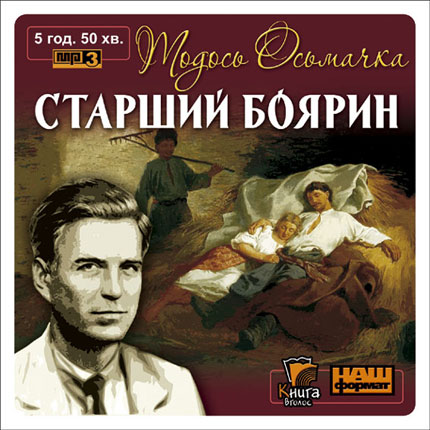 5 год. 50 хв.
MP3
Тодось Осьмачка
СТАРШИЙ БОЯРИН
Книга
Вголос
НАШ
формат